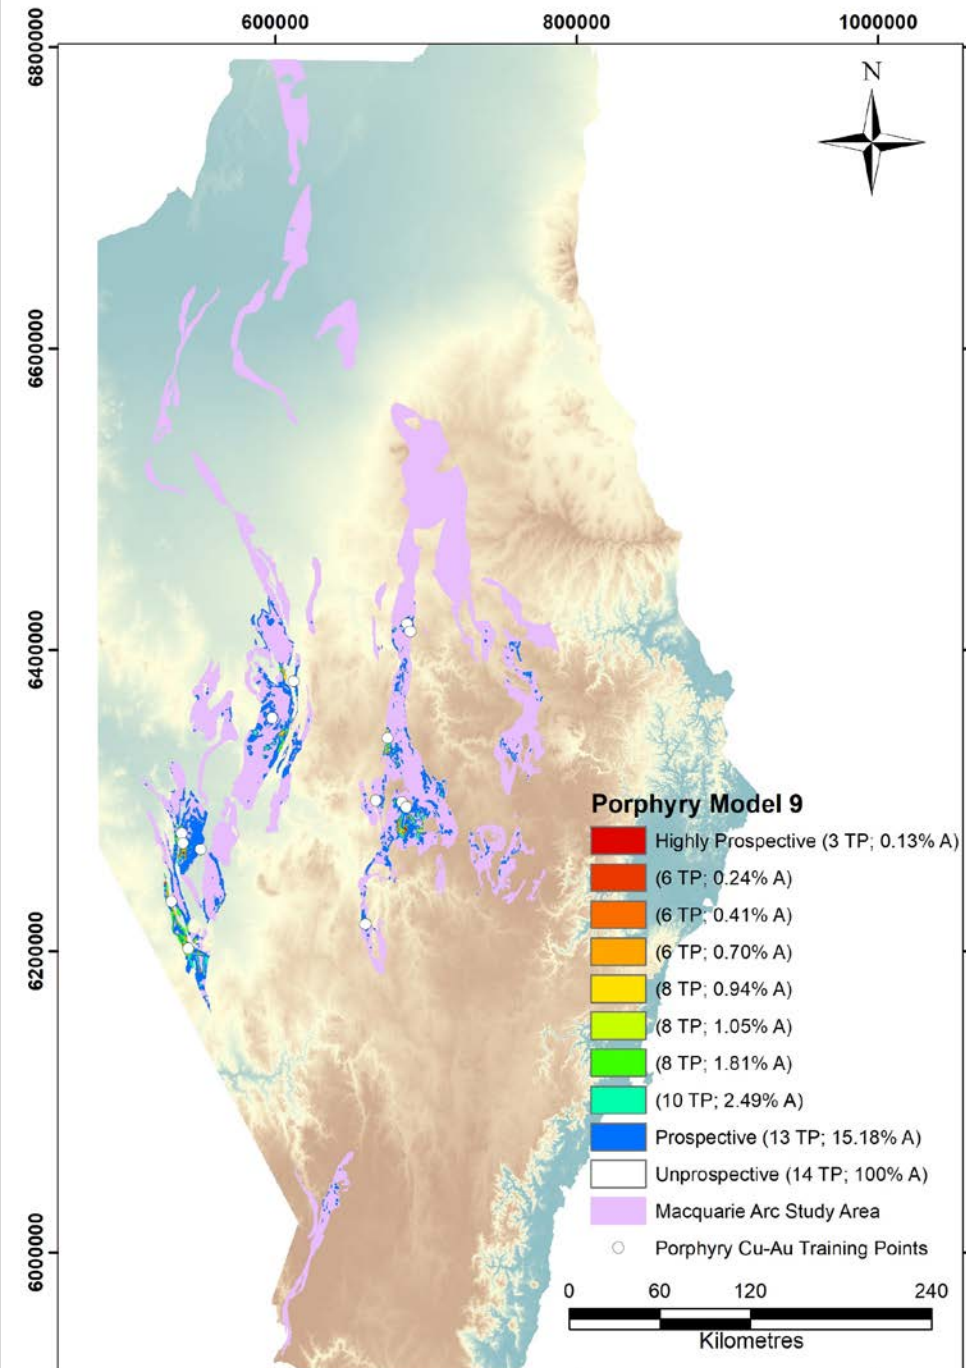 600000
800000
1000000
6800000
N
6600000
6400000
6200000
6000000
Porphyry Model 9
Highly Prospective (3 TP; 0.13% A)
(6 TP; 0.24% A)
(6 TP; 0.41% A)
(6 TP; 0.70% A)
(8 TP; 0.94% A)
(8 TP; 1.05% A)
(8 TP; 1.81% A)
(10 TP; 2.49% A)
Prospective (13 TP; 15.18% A)
Unprospective (14 TP; 100% A)
Macquarie Arc Study Area
Porphyry Cu-Au Training Points
0 60 120 240
Kilometres